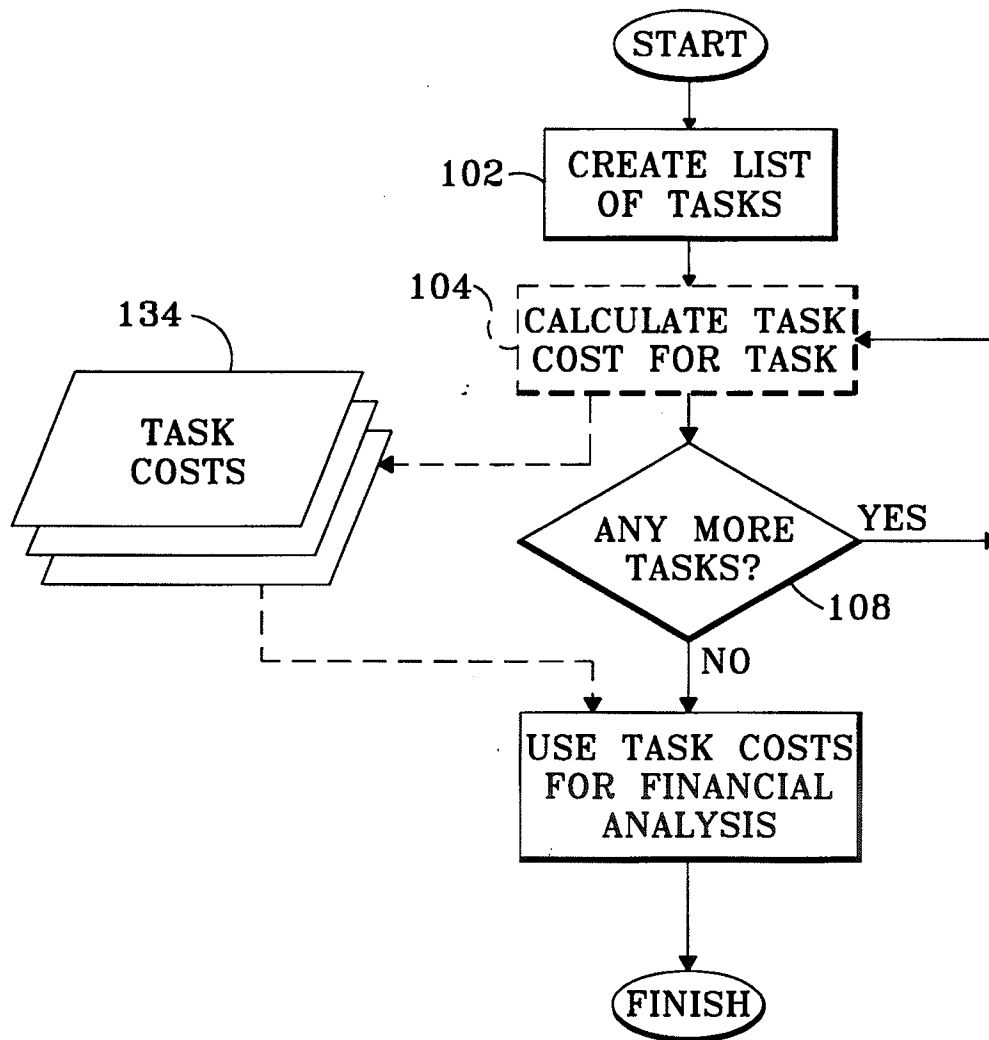 START
102
CREATE LIST
OF TASKS
104
CALCULATE TASK
COST FOR TASK
134
TASK
COSTS
ANY MORE
TASKS?
YES
108
NO
USE TASK COSTS
FOR FINANCIAL
ANALYSIS
FINISH